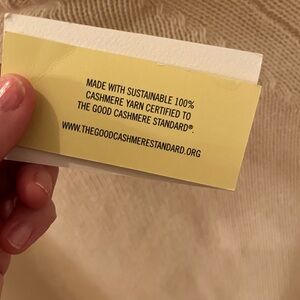 MADE WITH SUSTAINABLE 100%
CASHMERE YARN CERTIFIED TO
THE GOOD CASHMERE STANDARD®.
WWW.THEGOODCASHMERESTANDARD.ORG